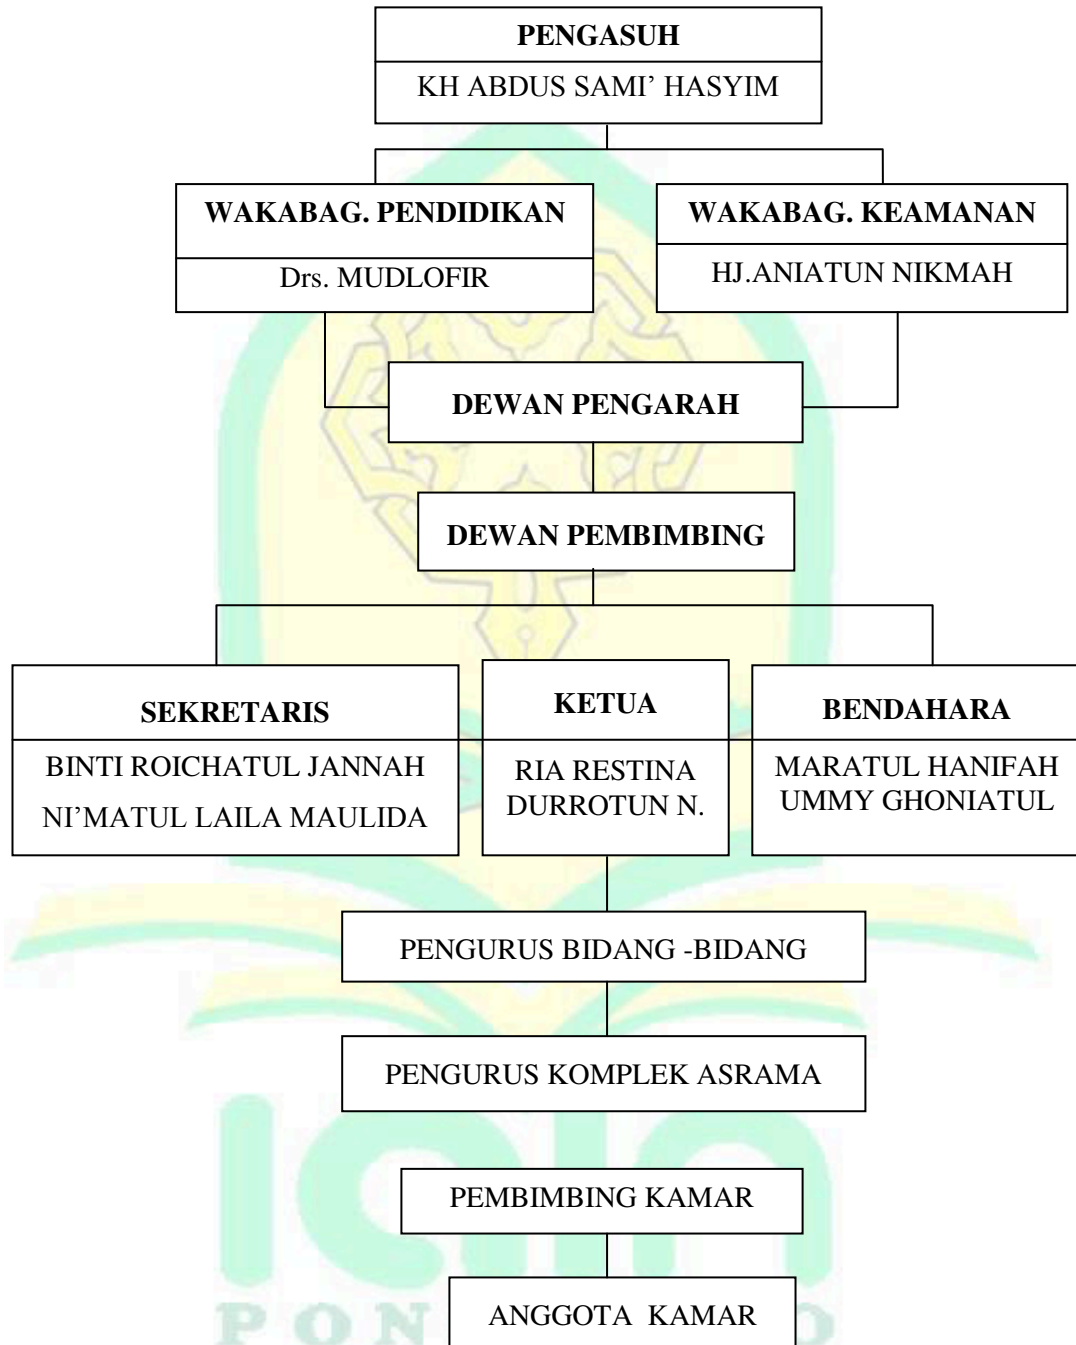 PENGASUH
KH ABDUS SAMI’ HASYIM
WAKABAG. PENDIDIKAN
Drs. MUDLOFIR
WAKABAG. KEAMANAN
HJ.ANIATUN NIKMAH
DEWAN PENGARAH
DEWAN PEMBIMBING
SEKRETARIS
BINTI ROICHATUL JANNAH
NI’MATUL LAILA MAULIDA
KETUA
RIA RESTINA
DURROTUN N.
BENDAHARA
MARATUL HANIFAH
UMMY GHONIATUL
PENGURUS BIDANG -BIDANG
PENGURUS KOMPLEK ASRAMA
PEMBIMBING KAMAR
ANGGOTA  KAMAR
iain